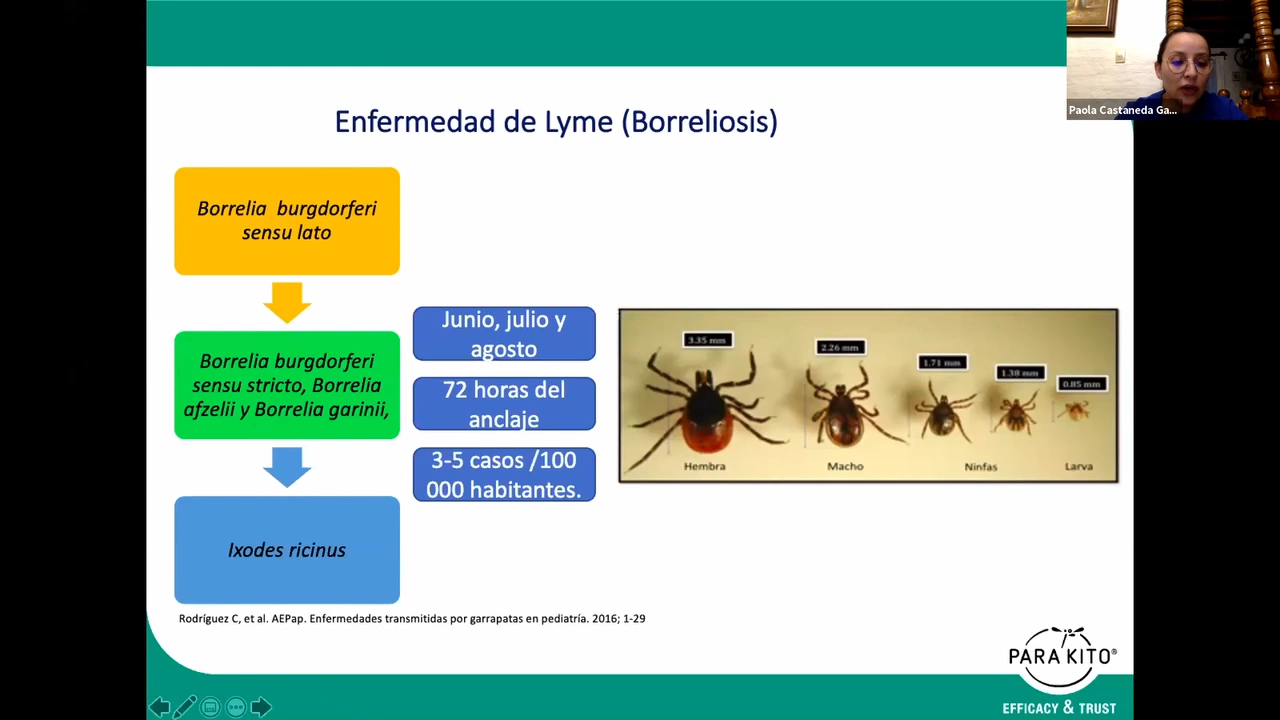 Enfermedad de Lyme (Borreliosis)
Paola Castaneda Ga...
Borrelia burgdorferi
sensu lato
Borrelia burgdorferi
sensu stricto, Borrelia
afzelii y Borrelia garinii,
Ixodes ricinus
Junio, julio y
agosto
72 horas del
anclaje
3-5 casos /100
000 habitantes.
3.35 mm
2.26 mm
1.71 mm
1.38 mm
0.85 mm
Hembra
Macho
Ninfas
Larva
Rodríguez C, et al. AEPap. Enfermedades transmitidas por garrapatas en pediatría. 2016; 1-29
PARA KITO®
EFFICACY & TRUST